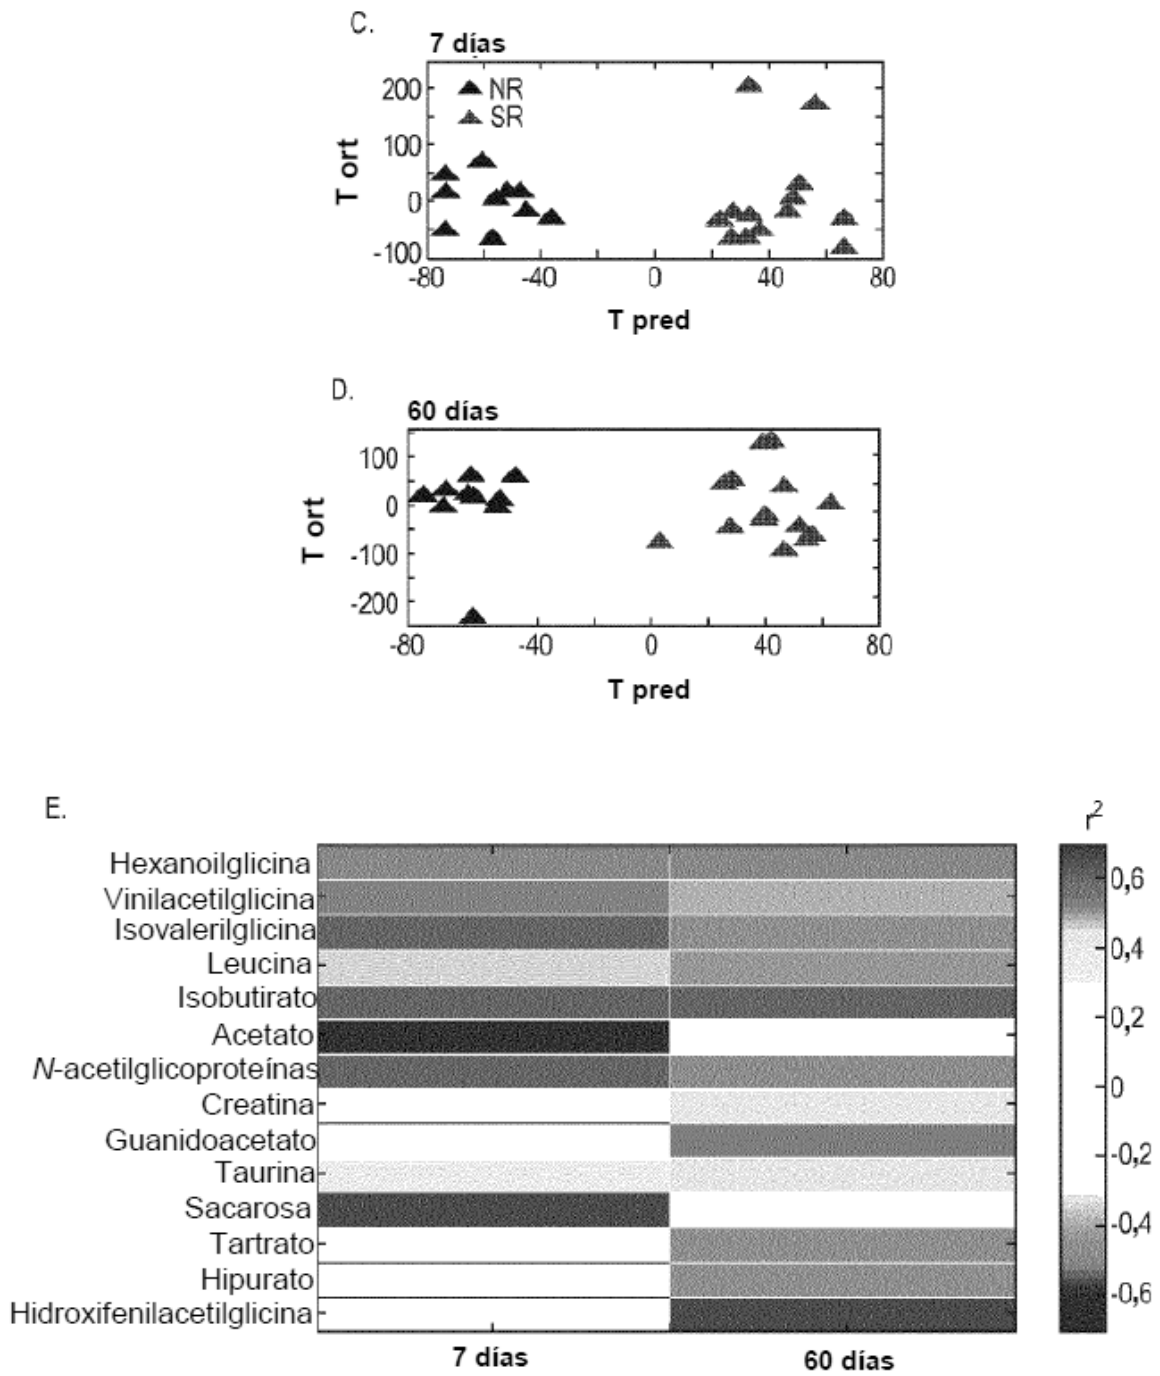 C.
7 días
NR
SR
200
100
0
-100
T ort
-80
-40
0
40
80
T pred
D.
60 días
100
0
-100
-200
T ort
-80
-40
0
40
80
T pred
E.
r2
Hexanoilglicina
Vinilacetilglicina
Isovalerilglicina
Leucina
Isobutirato
Acetato
N-acetilglicoproteínas
Creatina
Guanidoacetato
Taurina
Sacarosa
Tartrato
Hipurato
Hidroxifenilacetilglicina
0,6
0,4
0,2
0
-0,2
-0,4
-0,6
7 días
60 días